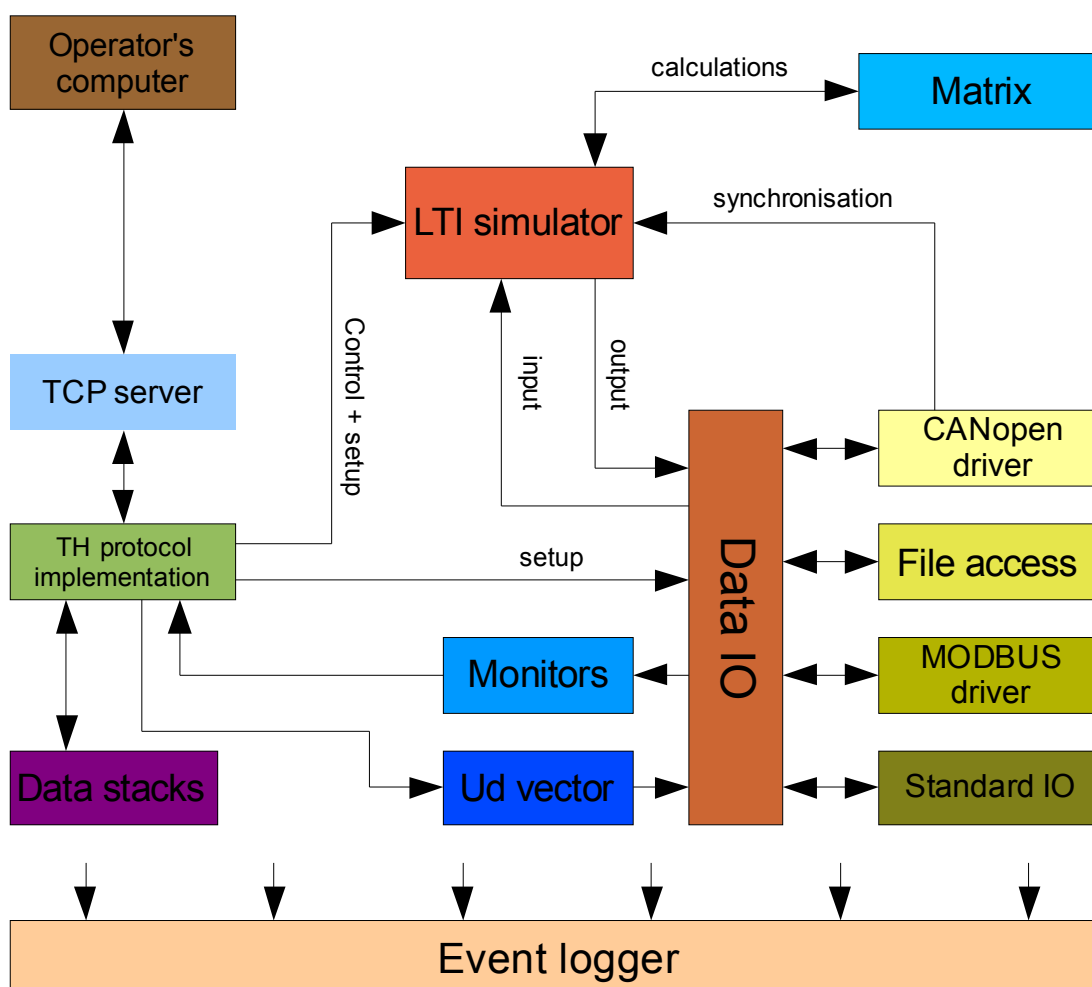 Operator's
computer
calculations
Matrix
LTI simulator
synchronisation
Control + setup
input
output
TCP server
CANopen
driver
TH protocol
implementation
setup
Data IO
File access
Monitors
MODBUS
driver
Data stacks
Ud vector
Standard IO
Event logger